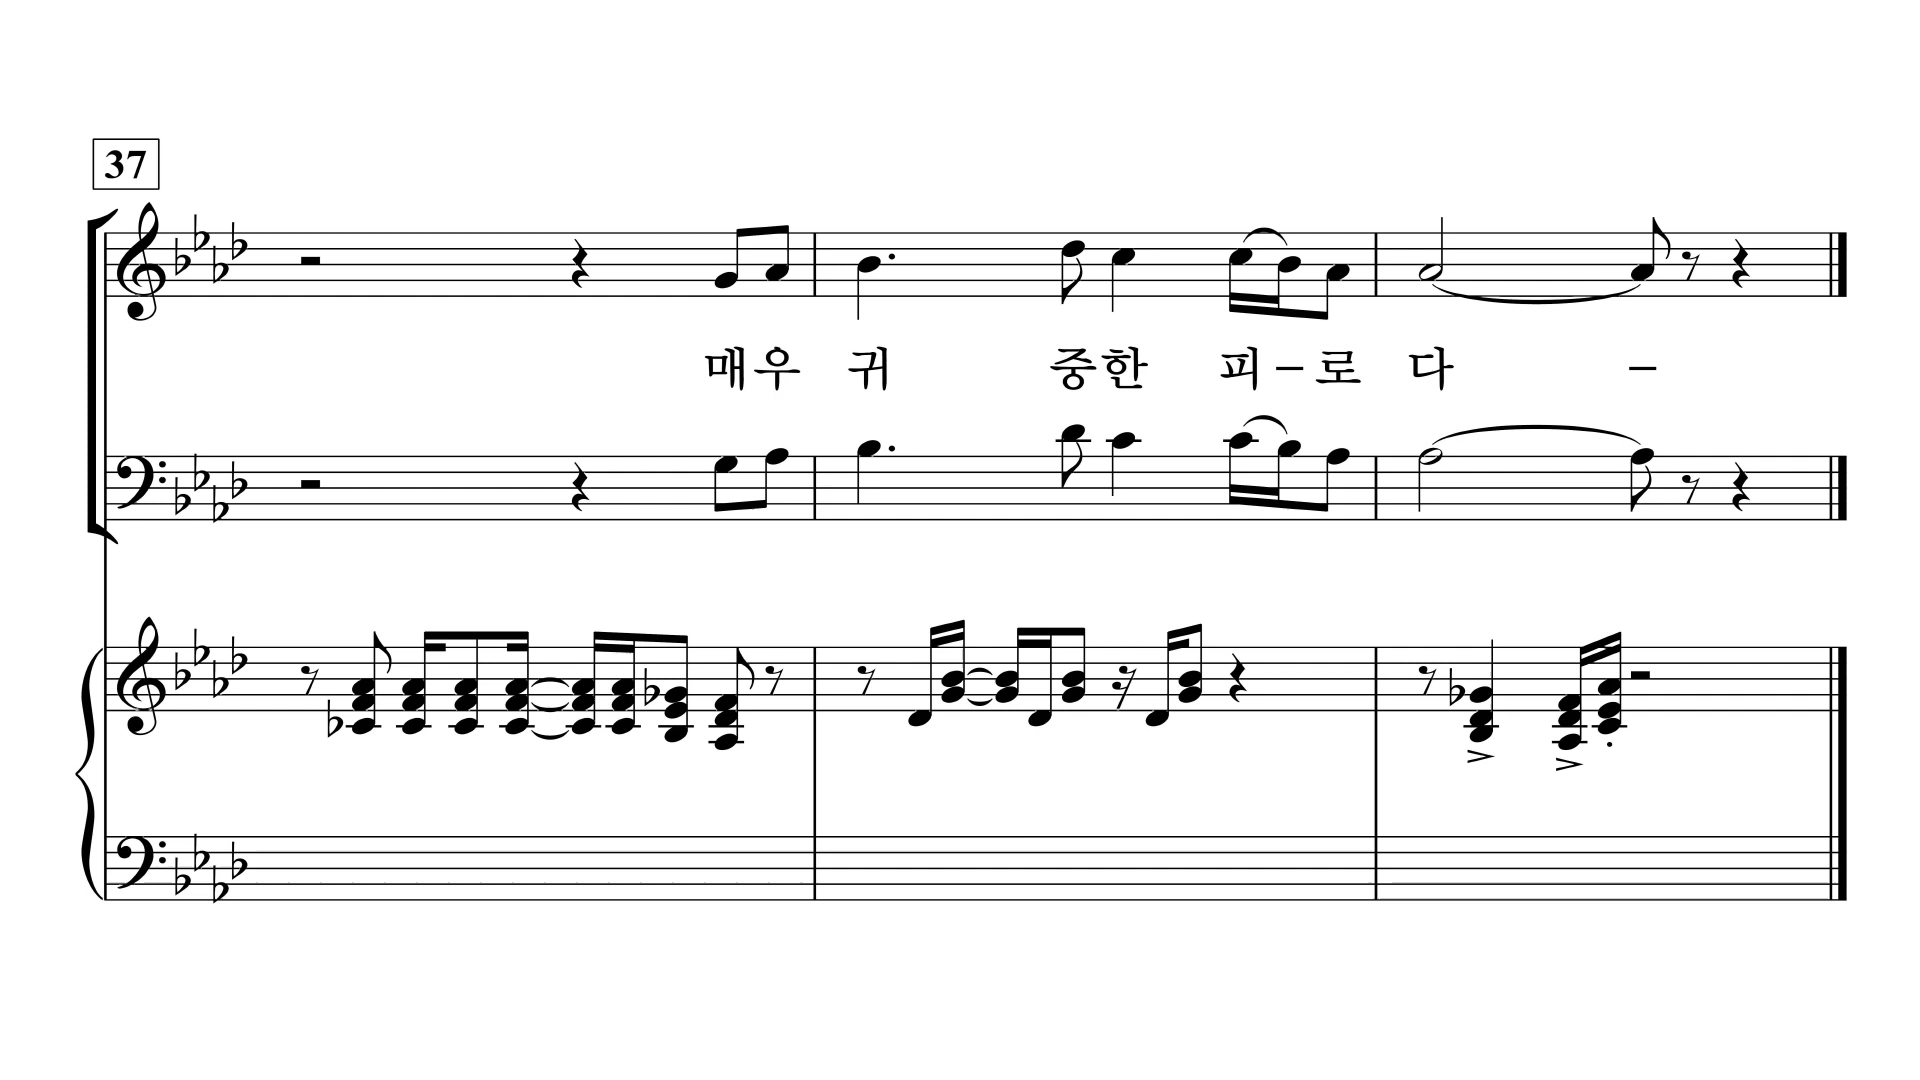 37
매우 귀 중한 피 – 로 다 –